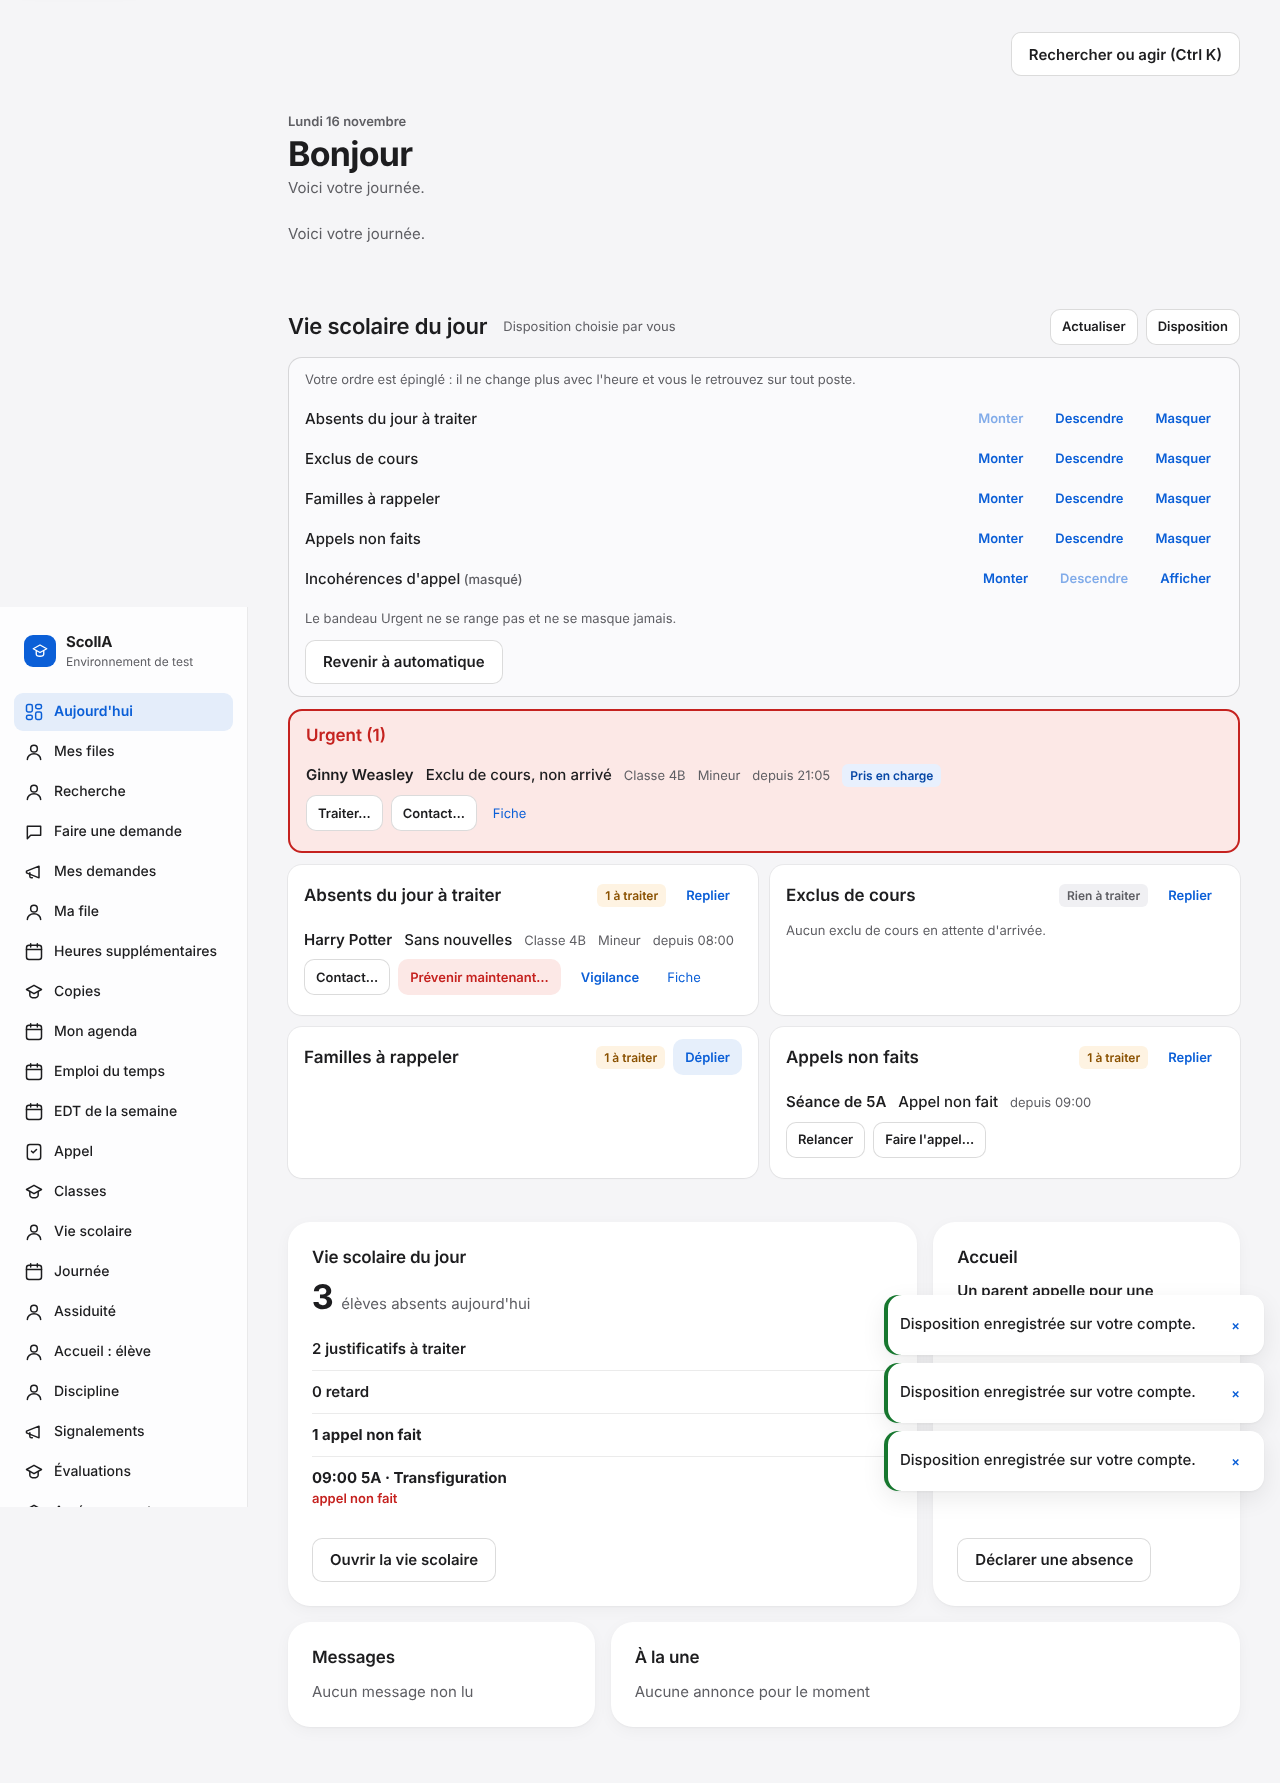 Rechercher ou agir (Ctrl K)
Lundi 16 novembre
Bonjour
Voici votre journée.
Voici votre journée.
Vie scolaire du jour Disposition choisie par vous Actualiser Disposition
Votre ordre est épinglé : il ne change plus avec l'heure et vous le retrouvez sur tout poste.
Absents du jour à traiter Monter Descendre Masquer
Exclus de cours Monter Descendre Masquer
Familles à rappeler Monter Descendre Masquer
Appels non faits Monter Descendre Masquer
Incohérences d'appel (masqué) Monter Descendre Afficher
Le bandeau Urgent ne se range pas et ne se masque jamais.
Revenir à automatique
ScolIA
Environnement de test
Aujourd'hui
Mes files
Recherche
Faire une demande
Mes demandes
Ma file
Heures supplémentaires
Copies
Mon agenda
Emploi du temps
EDT de la semaine
Appel
Classes
Vie scolaire
Journée
Assiduité
Accueil : élève
Discipline
Signalements
Évaluations
Urgent (1)
Ginny Weasley Exclu de cours, non arrivé Classe 4B Mineur depuis 21:05 Pris en charge
Traiter... Contact... Fiche
Absents du jour à traiter 1 à traiter Replier
Harry Potter Sans nouvelles Classe 4B Mineur depuis 08:00
Contact... Prévenir maintenant... Vigilance Fiche
Exclus de cours Rien à traiter Replier
Aucun exclu de cours en attente d'arrivée.
Familles à rappeler 1 à traiter Déplier
Appels non faits 1 à traiter Replier
Séance de 5A Appel non fait depuis 09:00
Relancer Faire l'appel...
Vie scolaire du jour
3 élèves absents aujourd'hui
2 justificatifs à traiter
0 retard
1 appel non fait
09:00 5A · Transfiguration
appel non fait
Ouvrir la vie scolaire
Accueil
Un parent appelle pour une
Disposition enregistrée sur votre compte. ×
Disposition enregistrée sur votre compte. ×
Disposition enregistrée sur votre compte. ×
Déclarer une absence
Messages
Aucun message non lu
À la une
Aucune annonce pour le moment